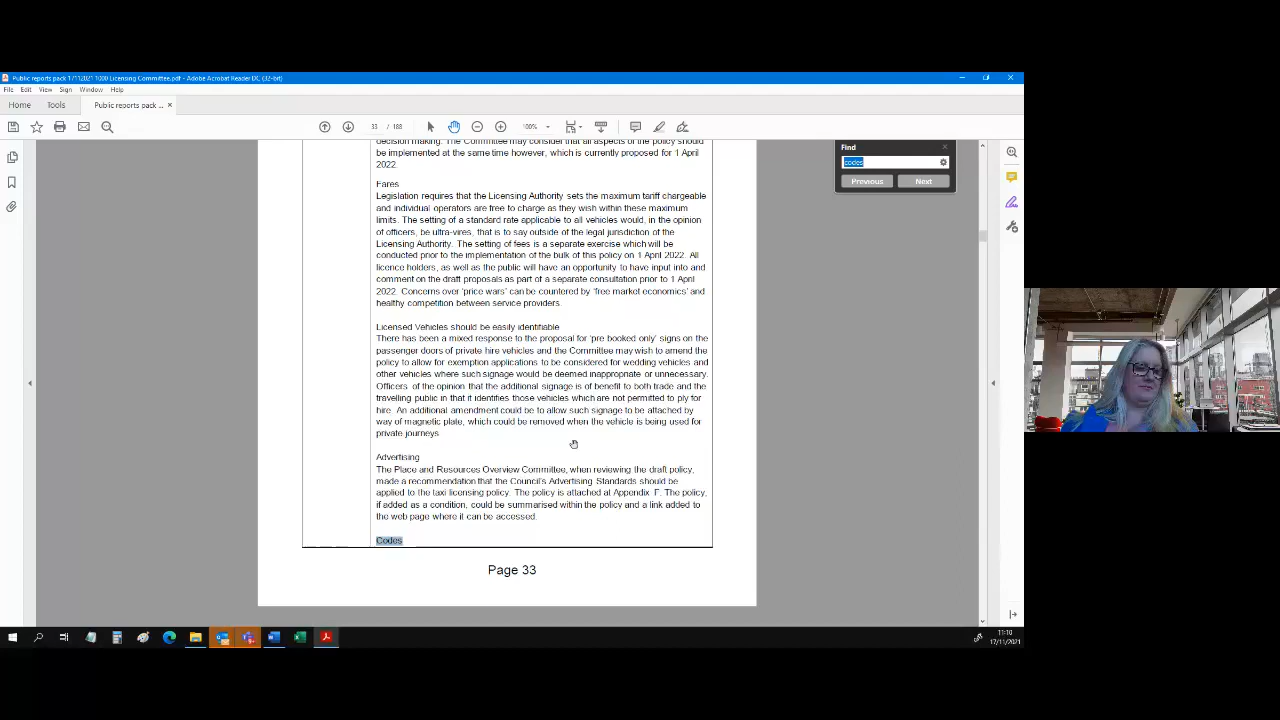 Public reports pack 17112021 1000 Licensing Committee.pdf - Adobe Acrobat Reader DC (32-bit)
File Edit View Sign Window Help
Home Tools Public reports pack ... ×
33 / 188 100%
decision making. The Committee may consider that all aspects of the policy should
be implemented at the same time however, which is currently proposed for 1 April
2022.
Fares
Legislation requires that the Licensing Authority sets the maximum tariff chargeable
and individual operators are free to charge as they wish within these maximum
limits. The setting of a standard rate applicable to all vehicles would, in the opinion
of officers, be ultra-vires, that is to say outside of the legal jurisdiction of the
Licensing Authority. The setting of fees is a separate exercise which will be
conducted prior to the implementation of the bulk of this policy on 1 April 2022. All
licence holders, as well as the public will have an opportunity to have input into and
comment on the draft proposals as part of a separate consultation prior to 1 April
2022. Concerns over 'price wars' can be countered by 'free market economics' and
healthy competition between service providers.
Licensed Vehicles should be easily identifiable
There has been a mixed response to the proposal for 'pre booked only' signs on the
passenger doors of private hire vehicles and the Committee may wish to amend the
policy to allow for exemption applications to be considered for wedding vehicles and
other vehicles where such signage would be deemed inappropriate or unnecessary.
Officers of the opinion that the additional signage is of benefit to both trade and the
travelling public in that it identifies those vehicles which are not permitted to ply for
hire. An additional amendment could be to allow such signage to be attached by
way of magnetic plate, which could be removed when the vehicle is being used for
private journeys
Advertising
The Place and Resources Overview Committee, when reviewing the draft policy,
made a recommendation that the Council's Advertising Standards should be
applied to the taxi licensing policy. The policy is attached at Appendix F. The policy,
if added as a condition, could be summarised within the policy and a link added to
the web page where it can be accessed.
Codes
Page 33
Find
codes
Previous Next
11:10
17/11/2021